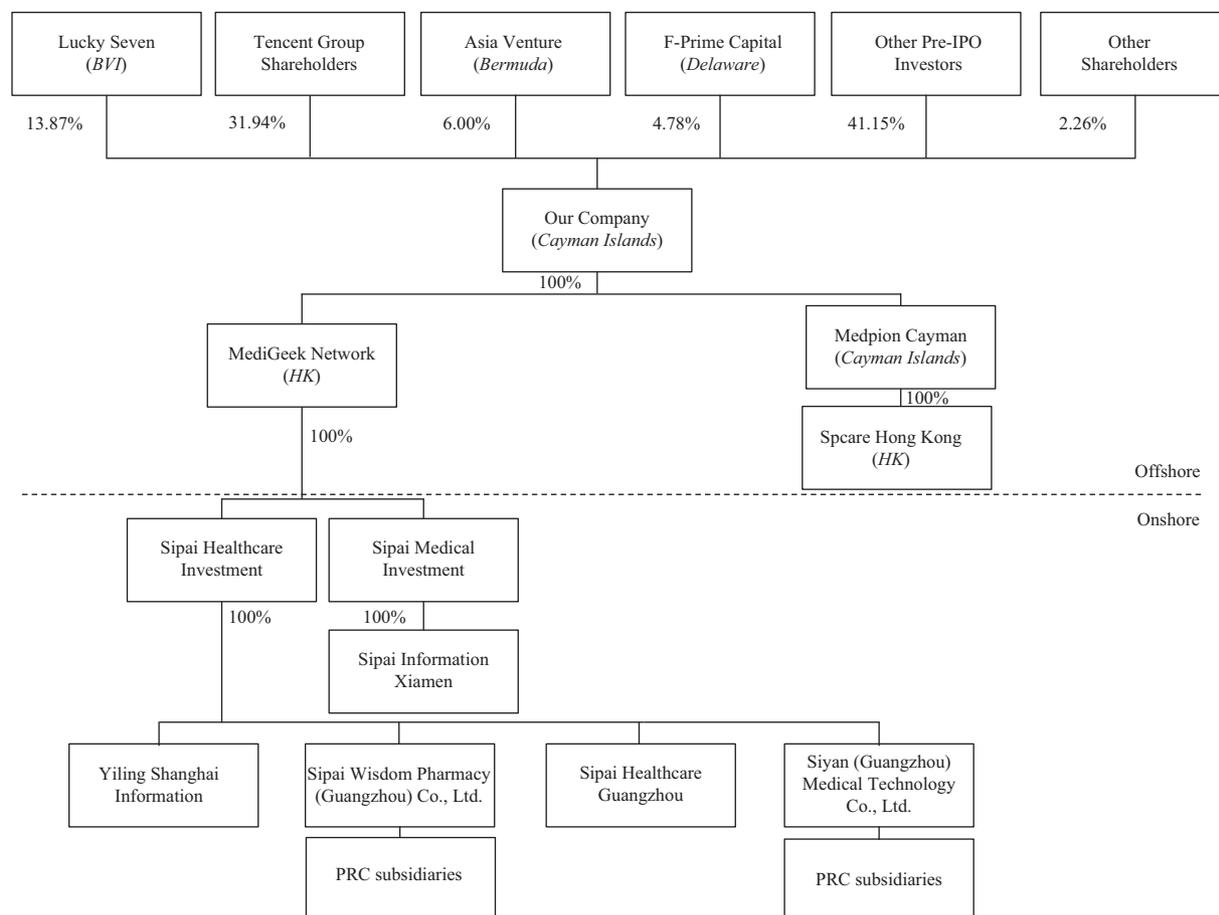 Lucky Seven
(BVI)
Tencent Group
Shareholders
Asia Venture
(Bermuda)
F-Prime Capital
(Delaware)
Other Pre-IPO
Investors
Other
Shareholders
13.87%
31.94%
6.00%
4.78%
41.15%
2.26%
Our Company
(Cayman Islands)
100%
MediGeek Network
(HK)
Medpion Cayman
(Cayman Islands)
100%
100%
Spcare Hong Kong
(HK)
Offshore
Onshore
Sipai Healthcare
Investment
Sipai Medical
Investment
100%
100%
Sipai Information
Xiamen
Yiling Shanghai
Information
Sipai Wisdom Pharmacy
(Guangzhou) Co., Ltd.
Sipai Healthcare
Guangzhou
Siyan (Guangzhou)
Medical Technology
Co., Ltd.
PRC subsidiaries
PRC subsidiaries